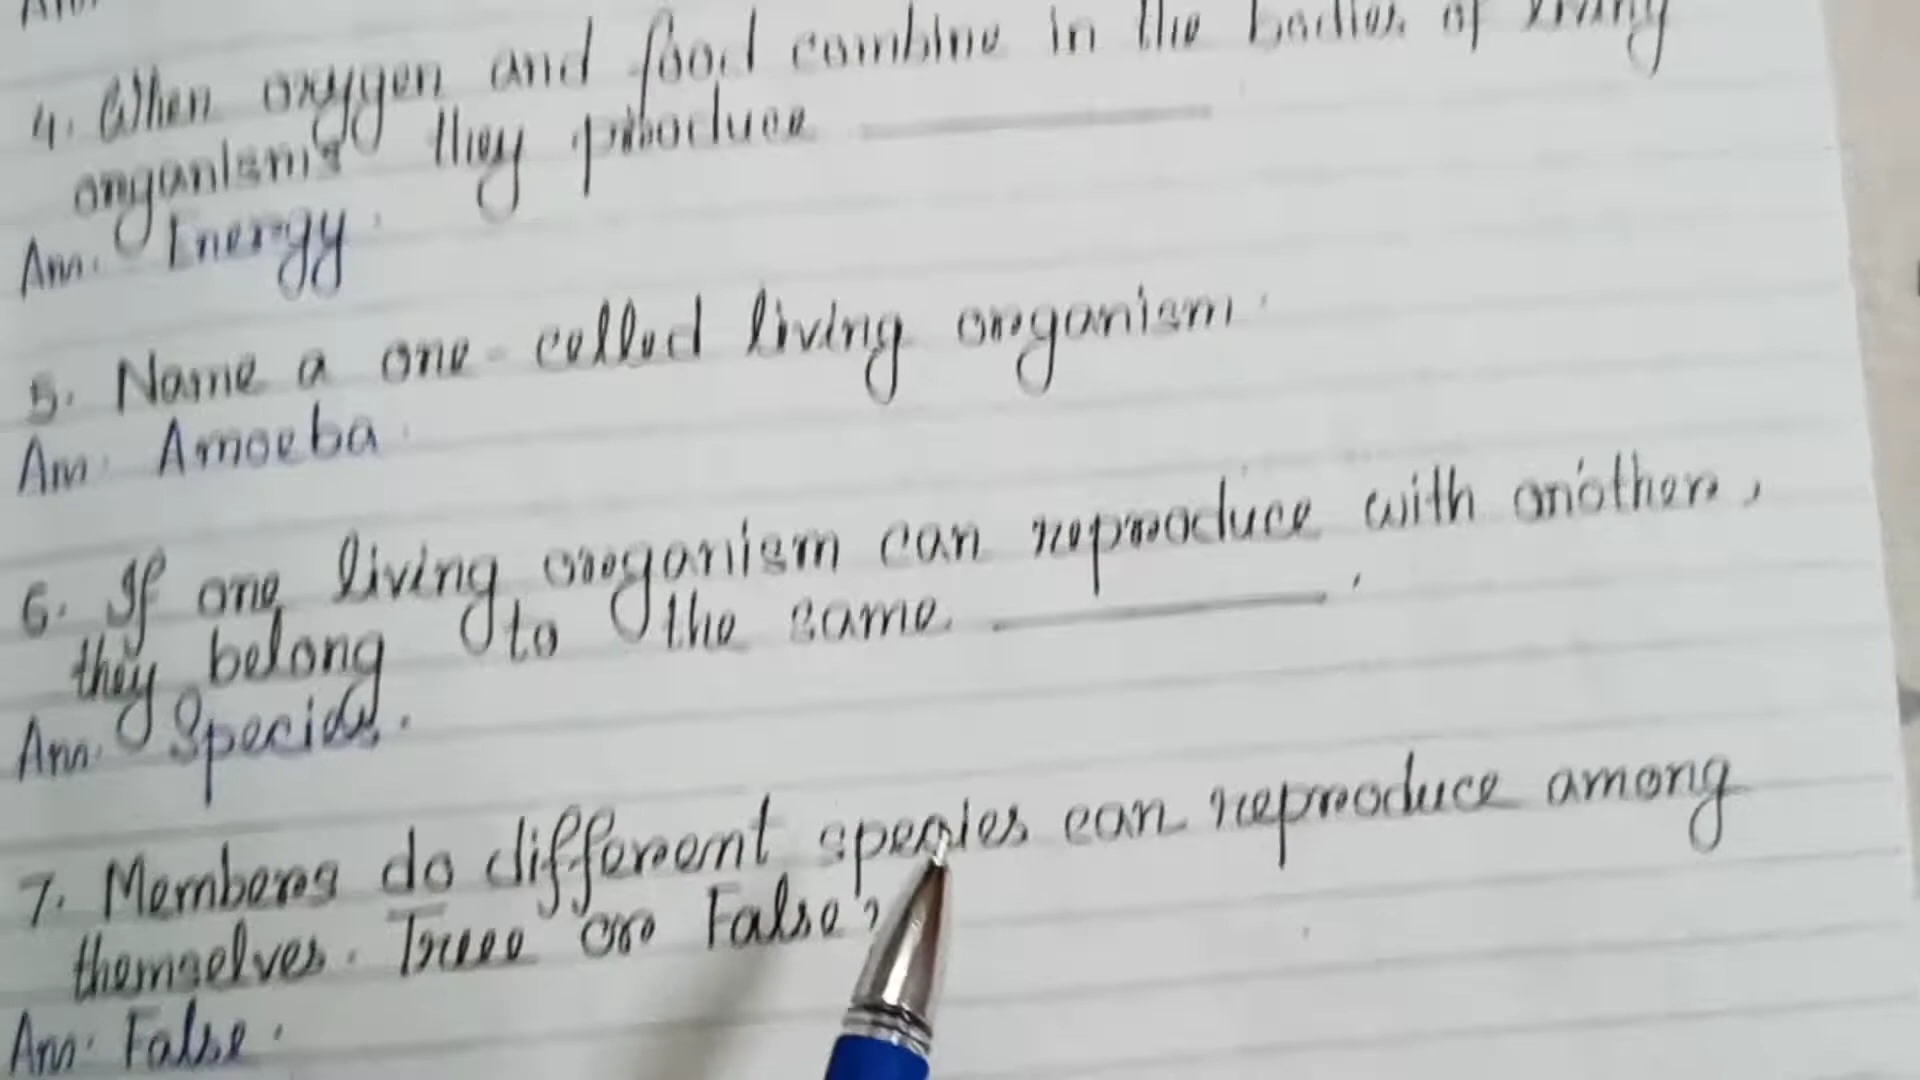 4. When oxygen and food combine in the bodies of living
organisms they produce
Ans. Energy.
5. Name a one-celled living organism.
Ans. Amoeba.
6. If one living organism can reproduce with another,
they belong to the same
Ans. Species.
7. Members do different species can reproduce among
themselves. True or False?
Ans. False.